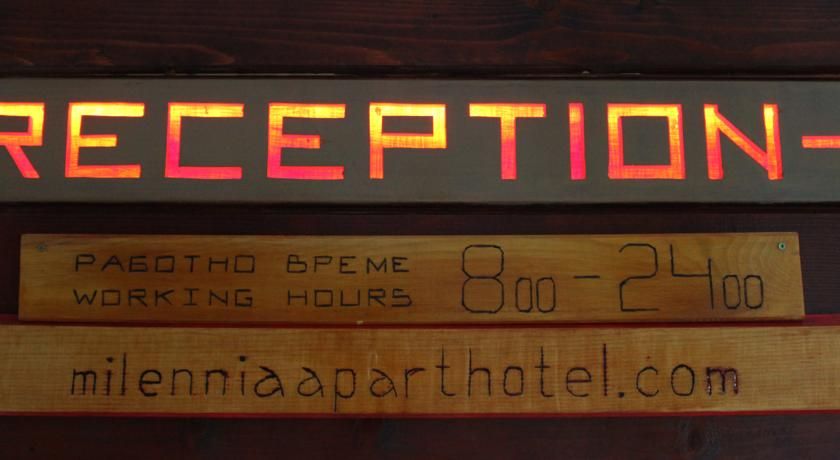 RECEPTION-
РАБОТНО ВРЕМЕ
WORKING HOURS
8 00 - 24 00
milenniaaparthotel.com